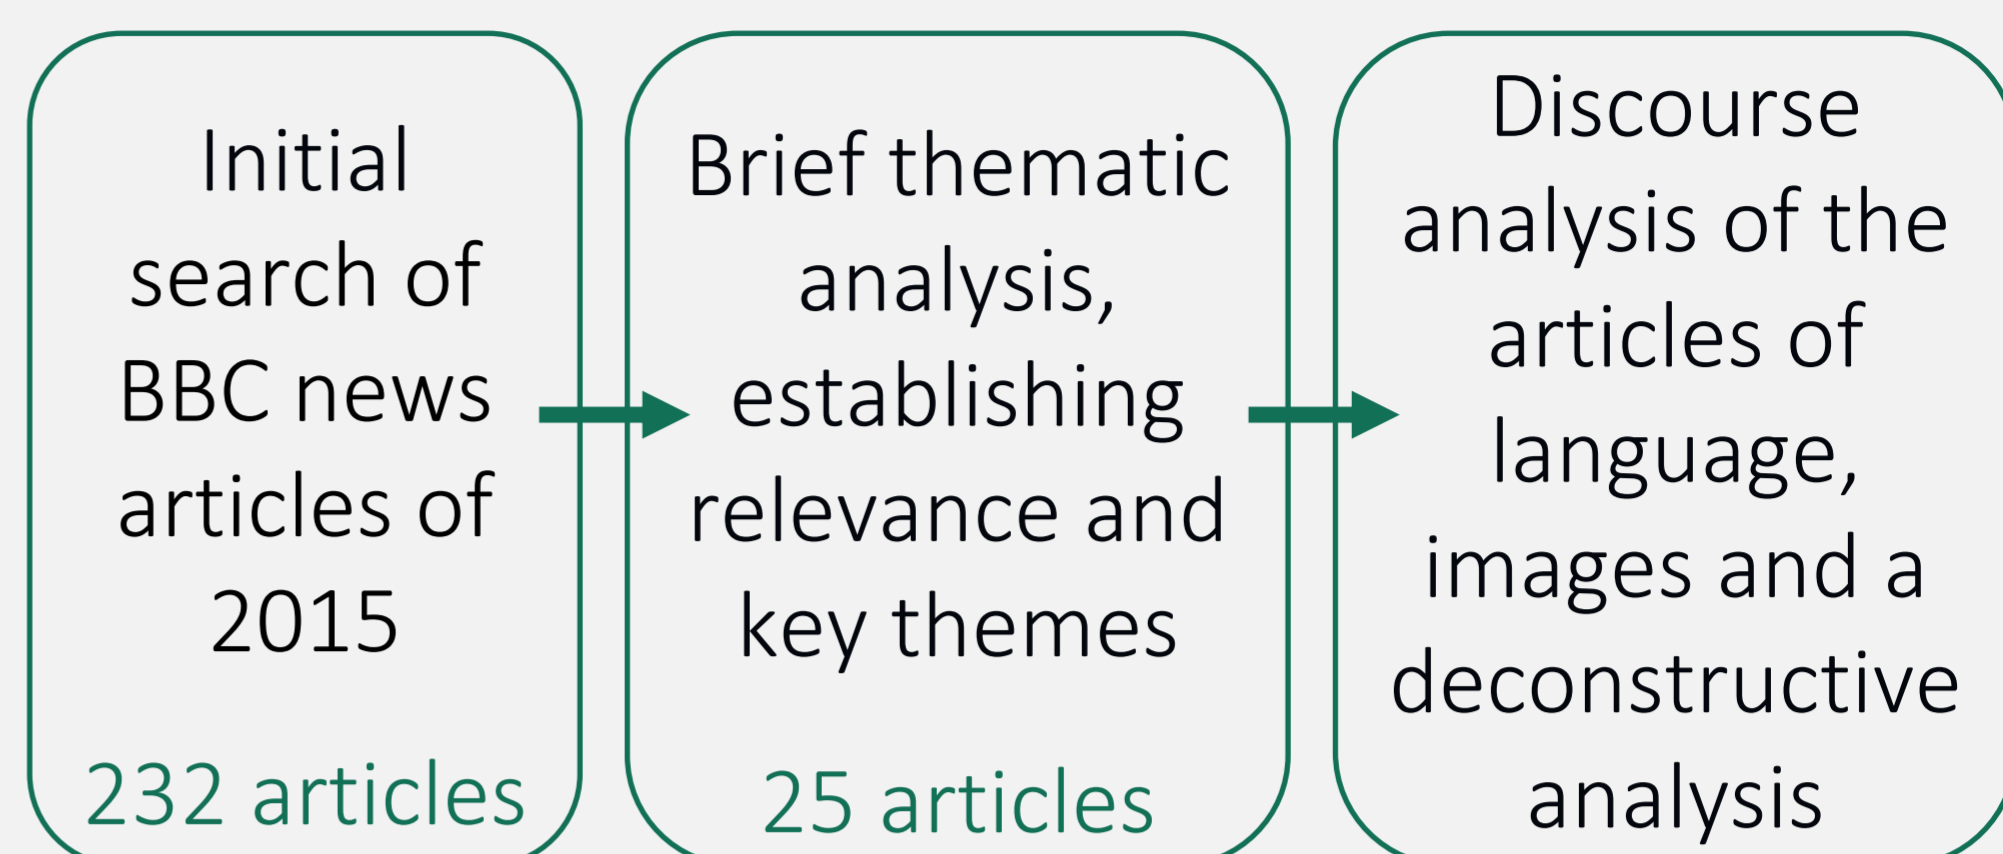 Initial
search of
BBC news
articles of
2015
232 articles
Brief thematic
analysis,
establishing
relevance and
key themes
25 articles
Discourse
analysis of the
articles of
language,
images and a
deconstructive
analysis